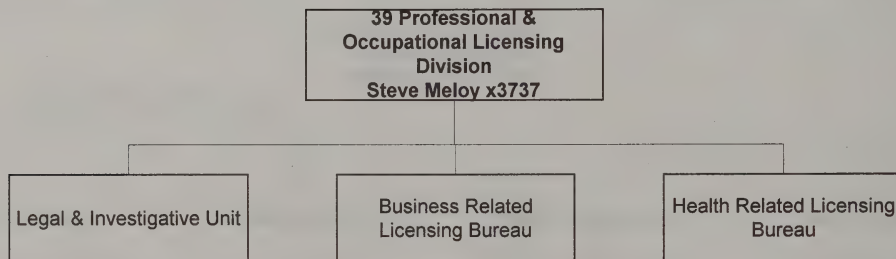 39 Professional &
Occupational Licensing
Division
Steve Meloy x3737
Legal & Investigative Unit
Business Related
Licensing Bureau
Health Related Licensing
Bureau